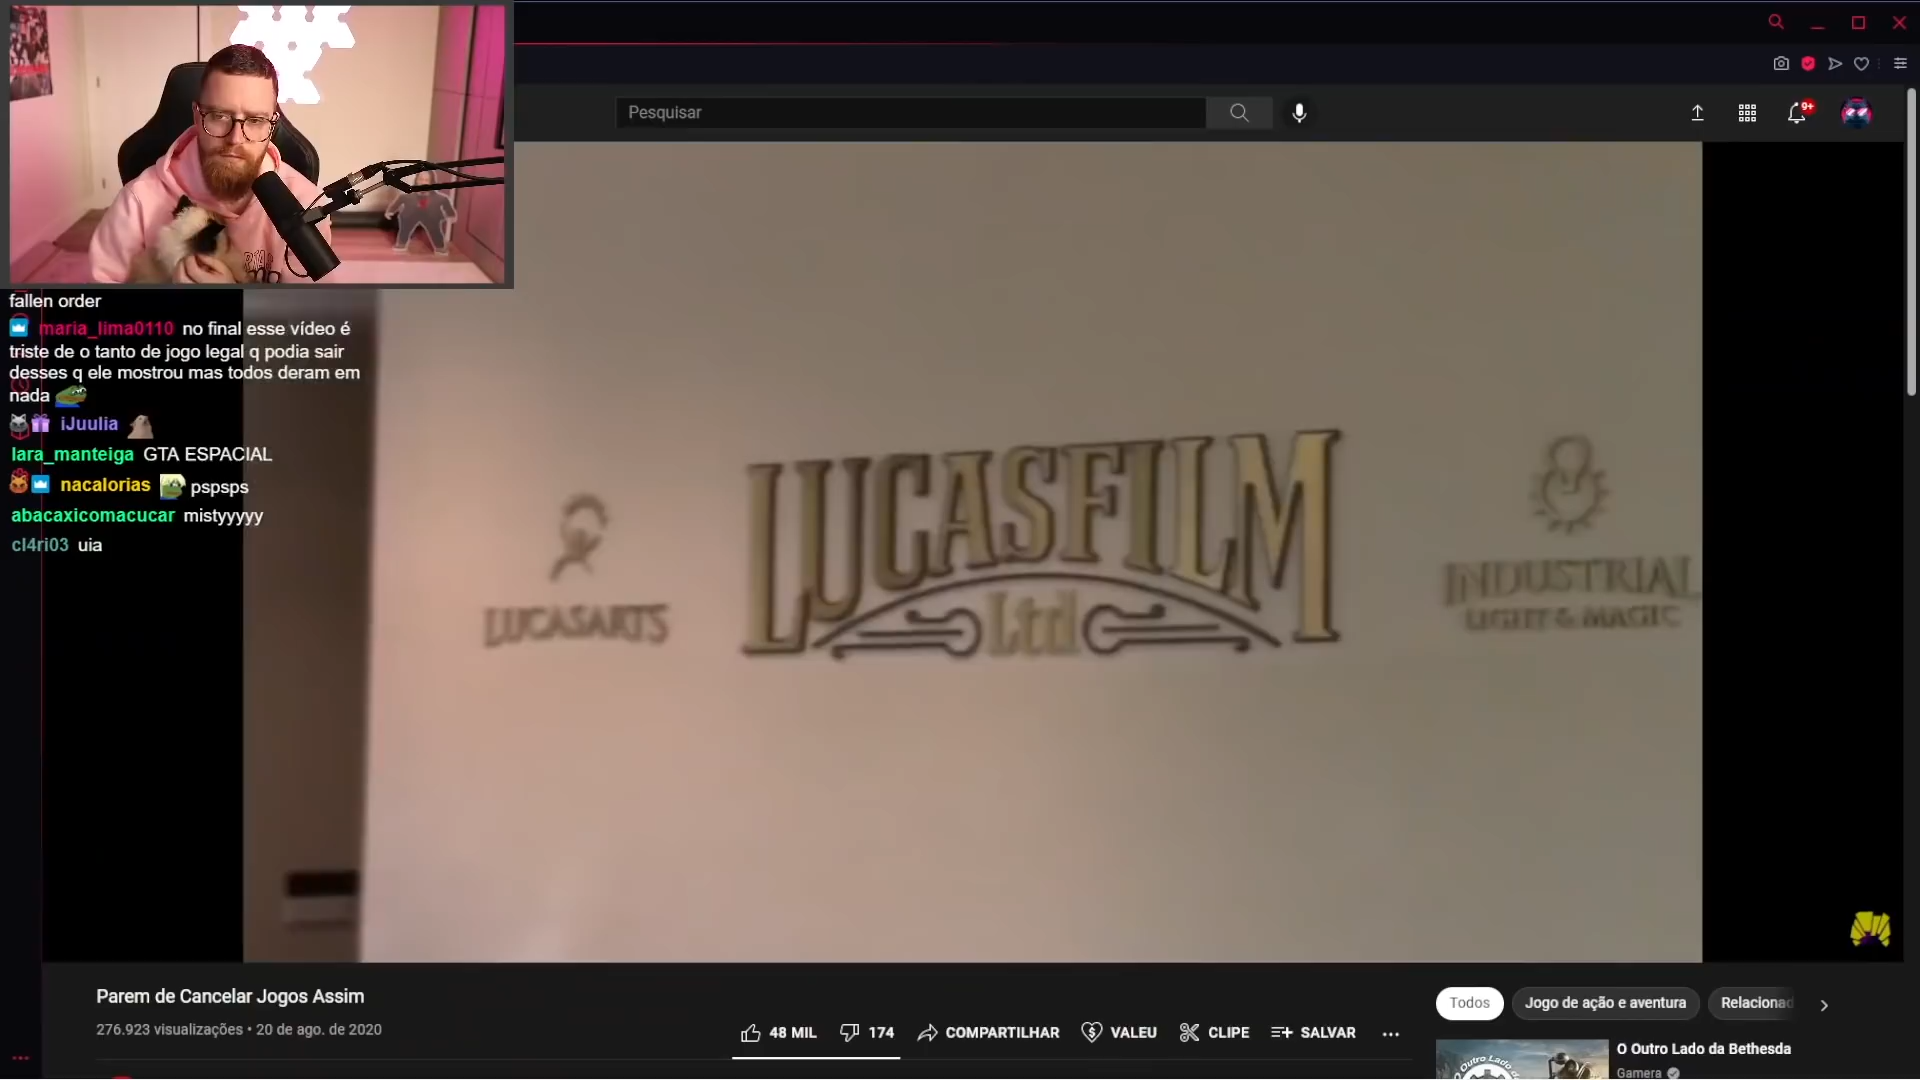 Pesquisar
9+
fallen order
maria_lima0110 no final esse vídeo é
triste de o tanto de jogo legal q podia sair
desses q ele mostrou mas todos deram em
nada
iJuulia
lara_manteiga GTA ESPACIAL
nacalorias pspsps
abacaxicomacucar mistyyyyy
cl4ri03 uia
LUCASARTS
LUCASFILM
Ltd
INDUSTRIAL
LIGHT & MAGIC
Parem de Cancelar Jogos Assim
276.923 visualizações • 20 de ago. de 2020
48 MIL
174
COMPARTILHAR
VALEU
CLIPE
SALVAR
Todos
Jogo de ação e aventura
Relacionad
O Outro Lado da Bethesda
Gamera